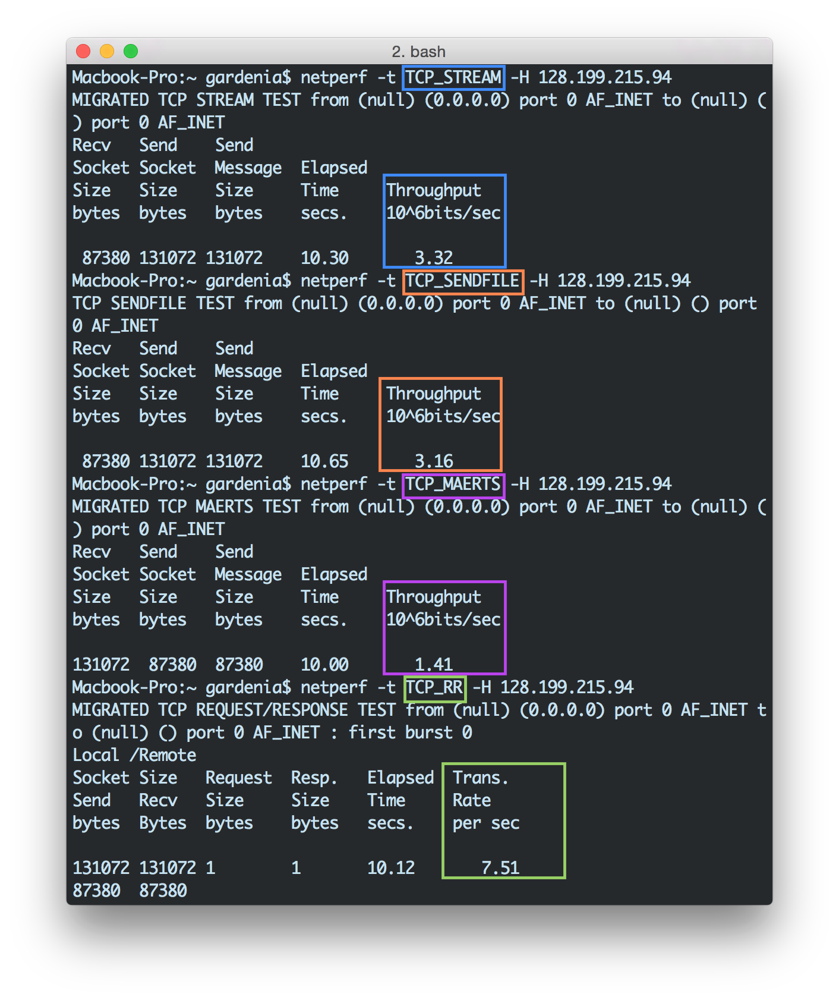 2. bash
Macbook-Pro:~ gardenia$ netperf -t TCP_STREAM -H 128.199.215.94
MIGRATED TCP STREAM TEST from (null) (0.0.0.0) port 0 AF_INET to (null) (
) port 0 AF_INET
Recv   Send    Send
Socket Socket  Message  Elapsed
Size   Size    Size     Time     Throughput
bytes  bytes   bytes    secs.    10^6bits/sec
 87380 131072 131072    10.30       3.32
Macbook-Pro:~ gardenia$ netperf -t TCP_SENDFILE -H 128.199.215.94
TCP SENDFILE TEST from (null) (0.0.0.0) port 0 AF_INET to (null) () port
0 AF_INET
Recv   Send    Send
Socket Socket  Message  Elapsed
Size   Size    Size     Time     Throughput
bytes  bytes   bytes    secs.    10^6bits/sec
 87380 131072 131072    10.65       3.16
Macbook-Pro:~ gardenia$ netperf -t TCP_MAERTS -H 128.199.215.94
MIGRATED TCP MAERTS TEST from (null) (0.0.0.0) port 0 AF_INET to (null) (
) port 0 AF_INET
Recv   Send    Send
Socket Socket  Message  Elapsed
Size   Size    Size     Time     Throughput
bytes  bytes   bytes    secs.    10^6bits/sec
131072  87380  87380    10.00       1.41
Macbook-Pro:~ gardenia$ netperf -t TCP_RR -H 128.199.215.94
MIGRATED TCP REQUEST/RESPONSE TEST from (null) (0.0.0.0) port 0 AF_INET t
o (null) () port 0 AF_INET : first burst 0
Local /Remote
Socket Size   Request  Resp.   Elapsed  Trans.
Send   Recv   Size     Size    Time     Rate
bytes  Bytes  bytes    bytes   secs.    per sec
131072 131072 1        1       10.12       7.51
87380  87380